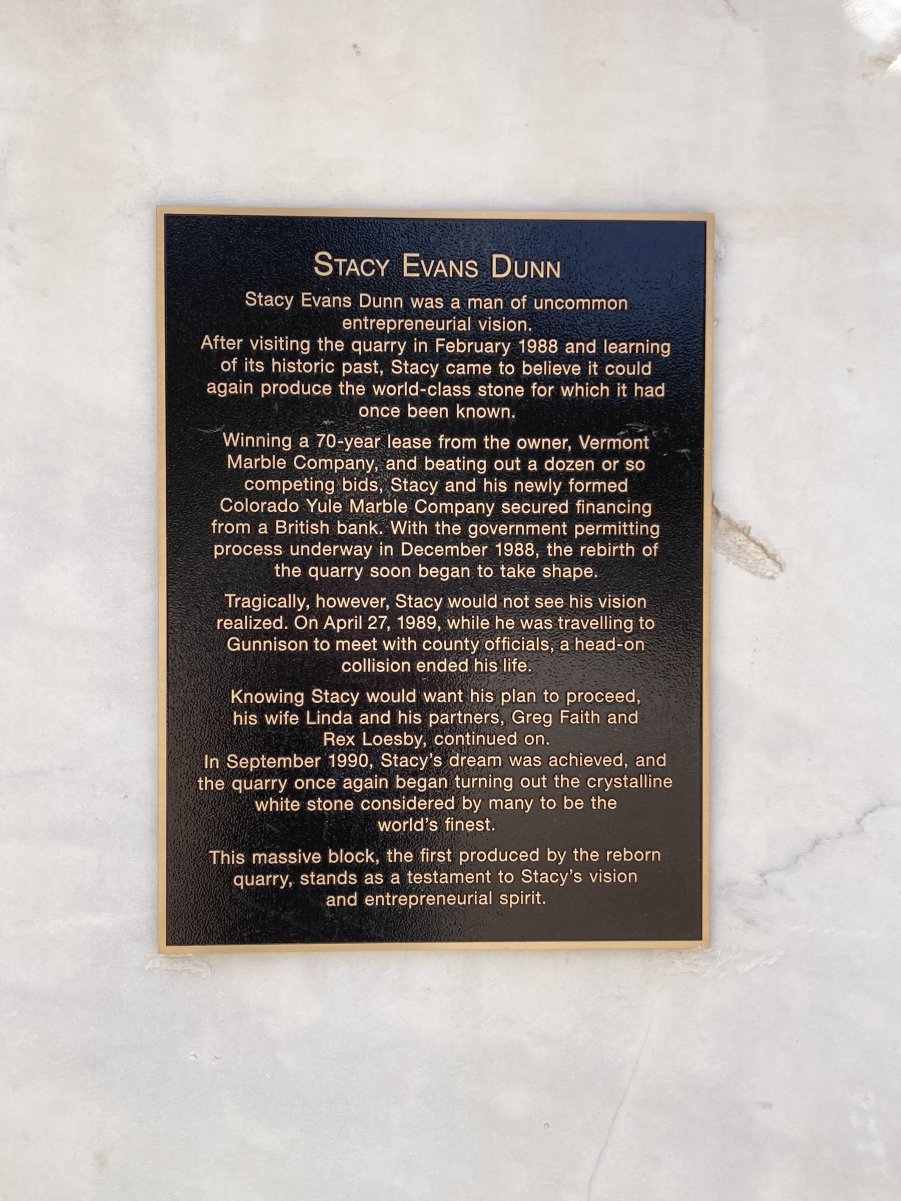 STACY EVANS DUNN
Stacy Evans Dunn was a man of uncommon
entrepreneurial vision.
After visiting the quarry in February 1988 and learning
of its historic past, Stacy came to believe it could
again produce the world-class stone for which it had
once been known.
Winning a 70-year lease from the owner, Vermont
Marble Company, and beating out a dozen or so
competing bids, Stacy and his newly formed
Colorado Yule Marble Company secured financing
from a British bank. With the government permitting
process underway in December 1988, the rebirth of
the quarry soon began to take shape.
Tragically, however, Stacy would not see his vision
realized. On April 27, 1989, while he was travelling to
Gunnison to meet with county officials, a head-on
collision ended his life.
Knowing Stacy would want his plan to proceed,
his wife Linda and his partners, Greg Faith and
Rex Loesby, continued on.
In September 1990, Stacy's dream was achieved, and
the quarry once again began turning out the crystalline
white stone considered by many to be the
world's finest.
This massive block, the first produced by the reborn
quarry, stands as a testament to Stacy's vision
and entrepreneurial spirit.